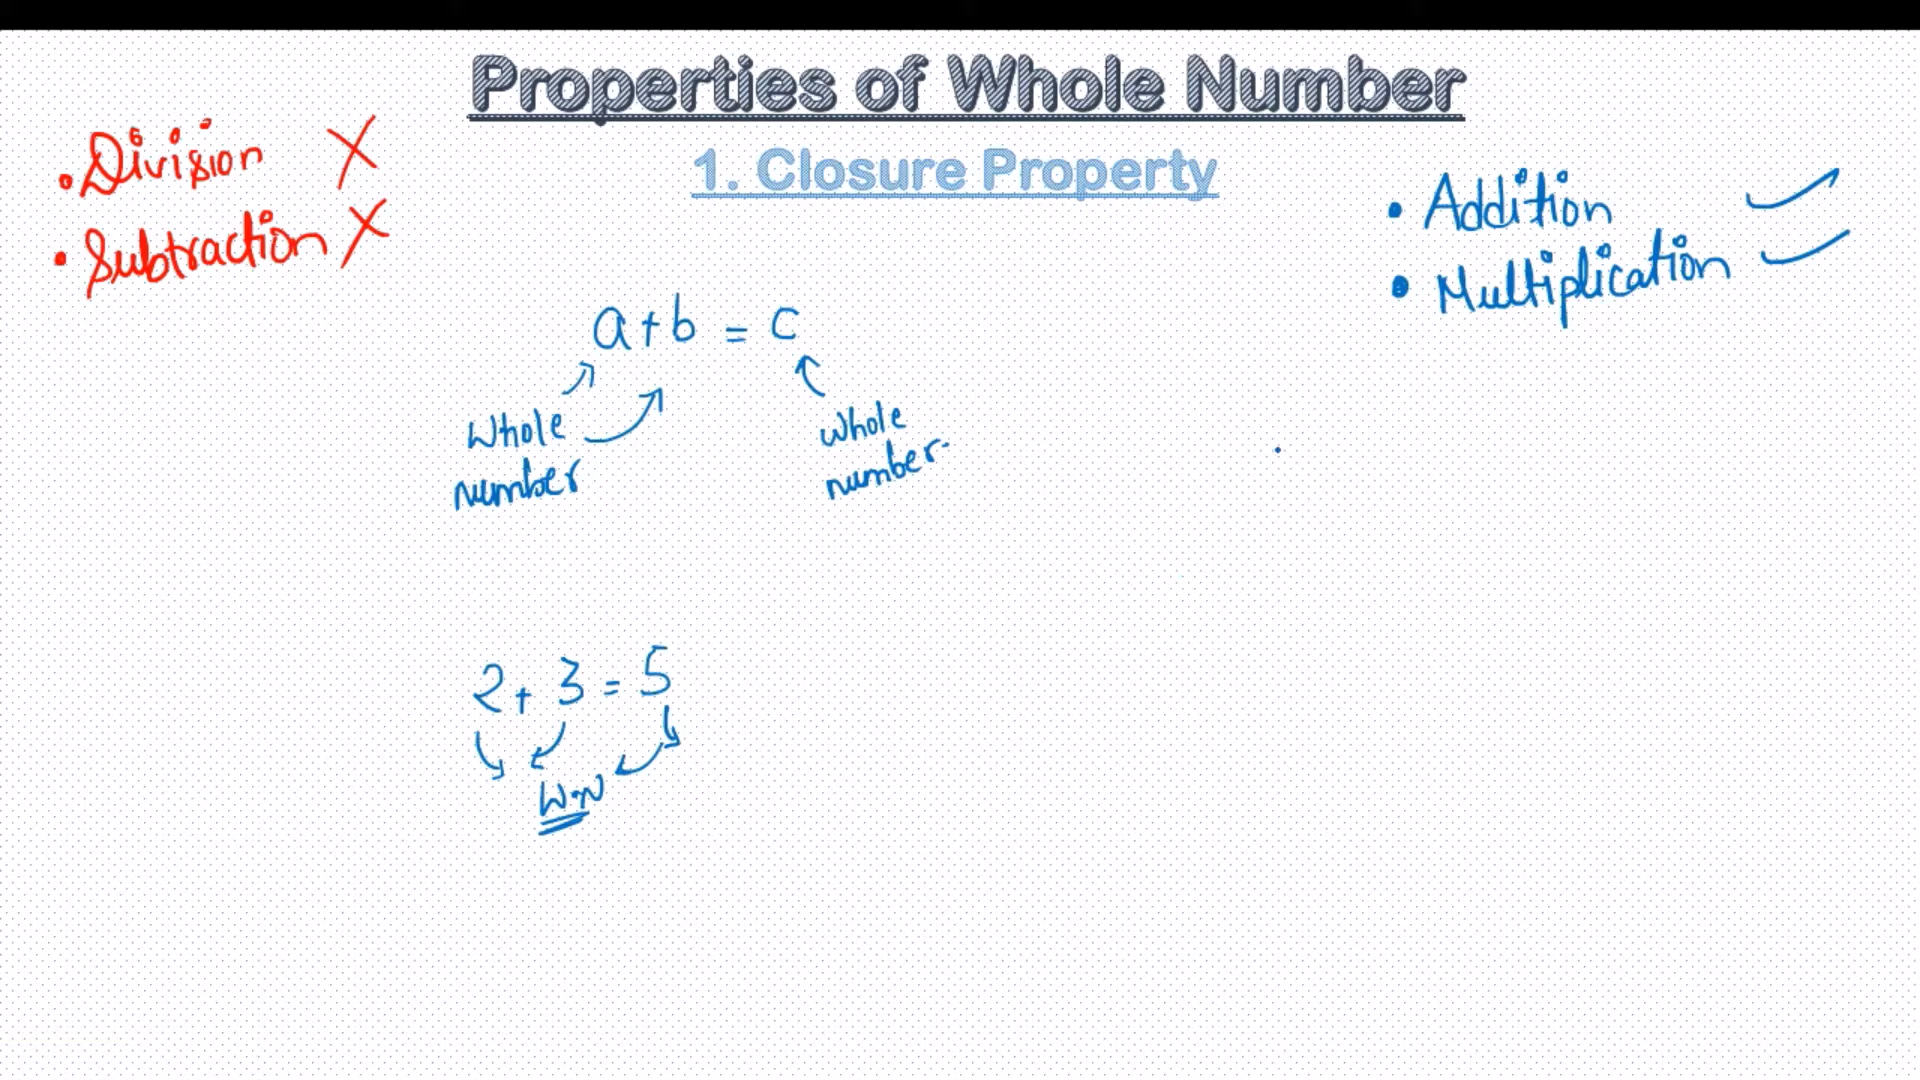 Properties of Whole Number
1. Closure Property
• Division X
• Subtraction X
• Addition
• Multiplication
a+b = c
Whole
number
Whole
number.
2+3=5
W.N